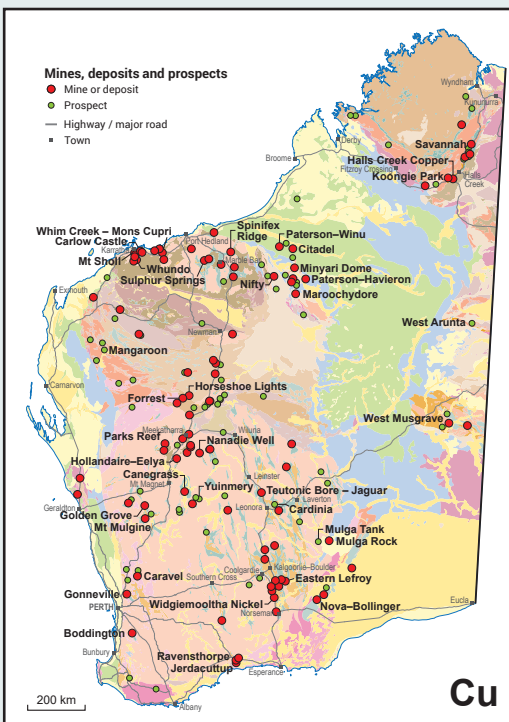 Mines, deposits and prospects
Mine or deposit
Prospect
Highway / major road
Town
Wyndham
Kununurra
Derby
Broome
Fitzroy Crossing
Savannah
Halls Creek Copper
Koongie Park
Halls
Creek
Whim Creek – Mons Cupri
Carlow Castle
Karratha
Mt Sholl
Whundo
Sulphur Springs
Port Hedland
Spinifex
Ridge
Marble Bar
Paterson–Winu
Citadel
Minyari Dome
Paterson–Havieron
Nifty
Maroochydore
Exmouth
Newman
West Arunta
Mangaroon
Carnarvon
Horseshoe Lights
Forrest
West Musgrave
Meekatharra
Wiluna
Parks Reef
Nanadie Well
Hollandaire–Eelya
Canegrass
Mt Magnet
Leinster
Yuinmery
Teutonic Bore – Jaguar
Laverton
Leonora
Cardinia
Geraldton
Golden Grove
Mt Mulgine
Mulga Tank
Mulga Rock
Caravel
Coolgardie
Kalgoorlie–Boulder
Southern Cross
Eastern Lefroy
Gonneville
PERTH
Widgiemooltha Nickel
Norseman
Nova–Bollinger
Eucla
Boddington
Bunbury
Ravensthorpe
Jerdacuttup
Esperance
Albany
200 km
Cu